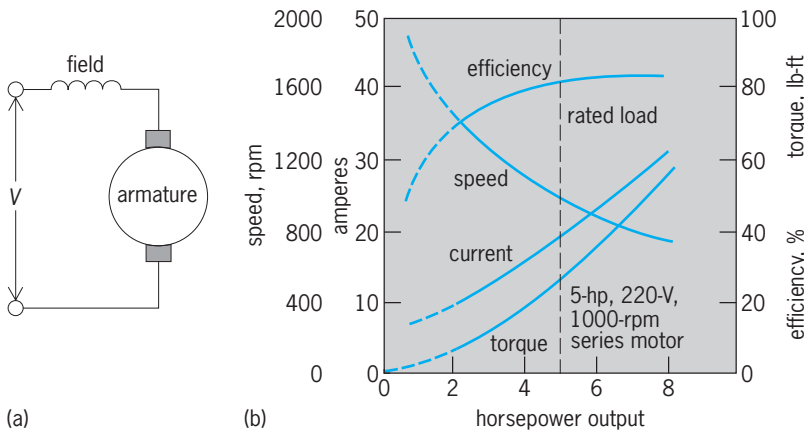 field
V
armature
(a)
speed, rpm
2000
1600
1200
800
400
0
amperes
50
40
30
20
10
0
efficiency
rated load
speed
current
torque
5-hp, 220-V,
1000-rpm
series motor
100
80
60
40
20
0
torque, lb-ft
efficiency, %
0
2
4
6
8
horsepower output
(b)